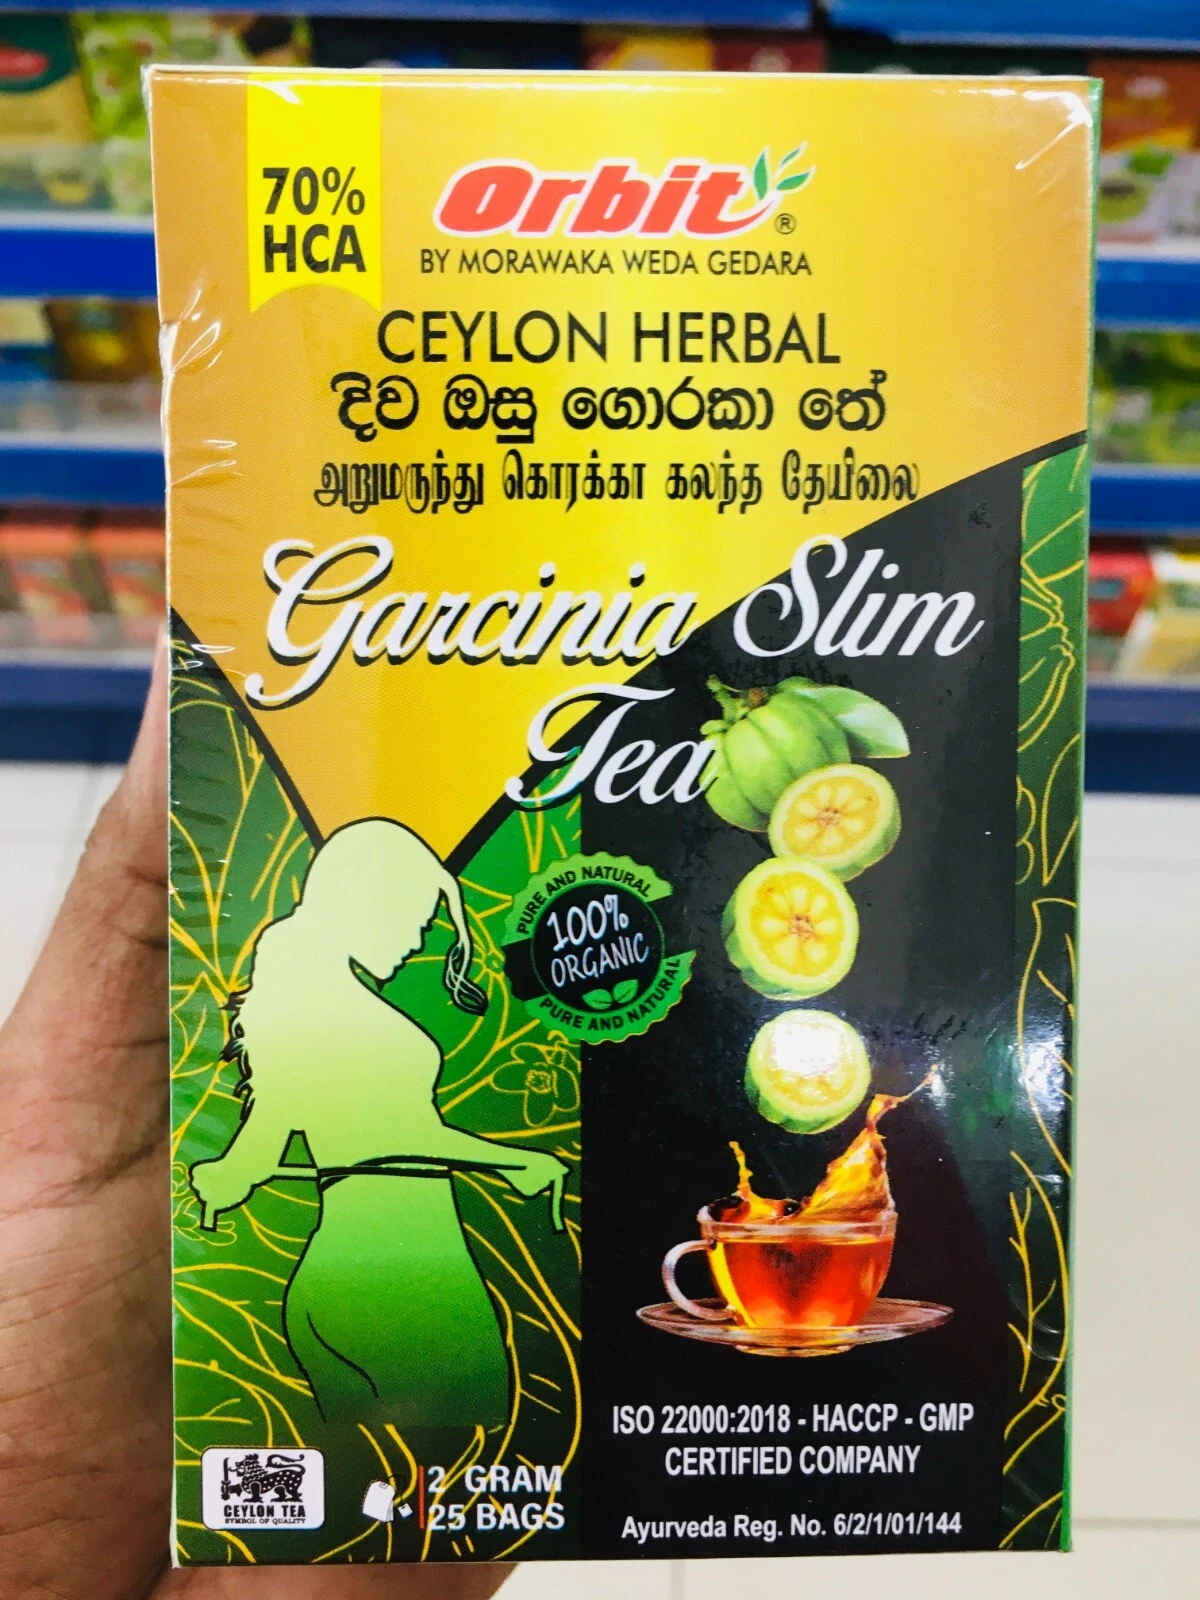 70%
HCA
Orbit®
BY MORAWAKA WEDA GEDARA
CEYLON HERBAL
දිව ඔසු ගොරකා තේ
அறுமருந்து கொரக்கா கலந்த தேயிலை
Garcinia Slim
Tea
PURE AND NATURAL
100%
ORGANIC
PURE AND NATURAL
ISO 22000:2018 - HACCP - GMP
CERTIFIED COMPANY
Ayurveda Reg. No. 6/2/1/01/144
CEYLON TEA
SYMBOL OF QUALITY
2 GRAM
25 BAGS